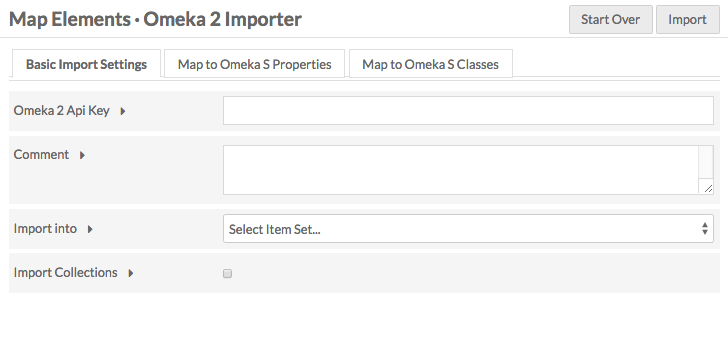 Map Elements · Omeka 2 Importer
Start Over
Import
Basic Import Settings
Map to Omeka S Properties
Map to Omeka S Classes
Omeka 2 Api Key
Comment
Import into
Select Item Set...
Import Collections